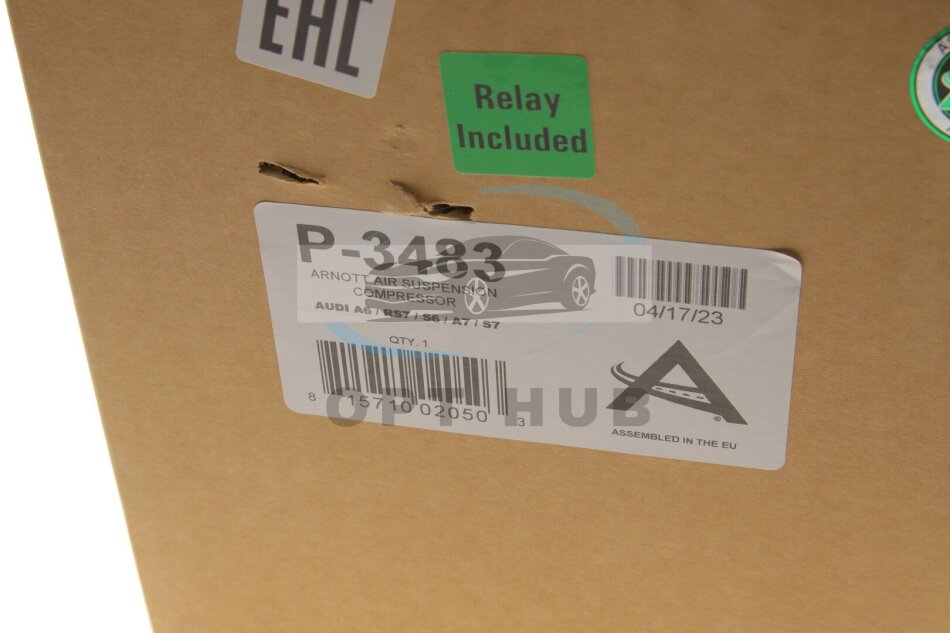 EAC
Relay
Included
P-3483
ARNOTT AIR SUSPENSION
COMPRESSOR
AUDI A6 / RS7 / S6 / A7 / S7
QTY. 1
8 15710 02050 3
04/17/23
ASSEMBLED IN THE EU
OPT HUB